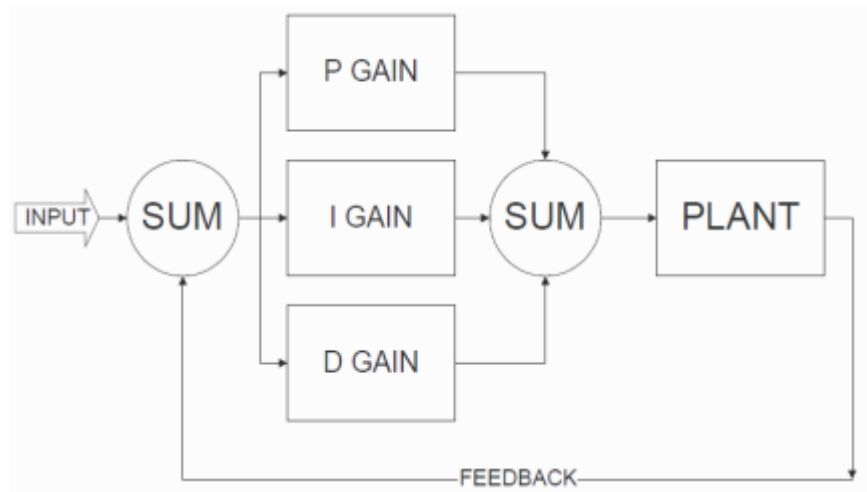 P GAIN
INPUT
SUM
I GAIN
SUM
PLANT
D GAIN
FEEDBACK